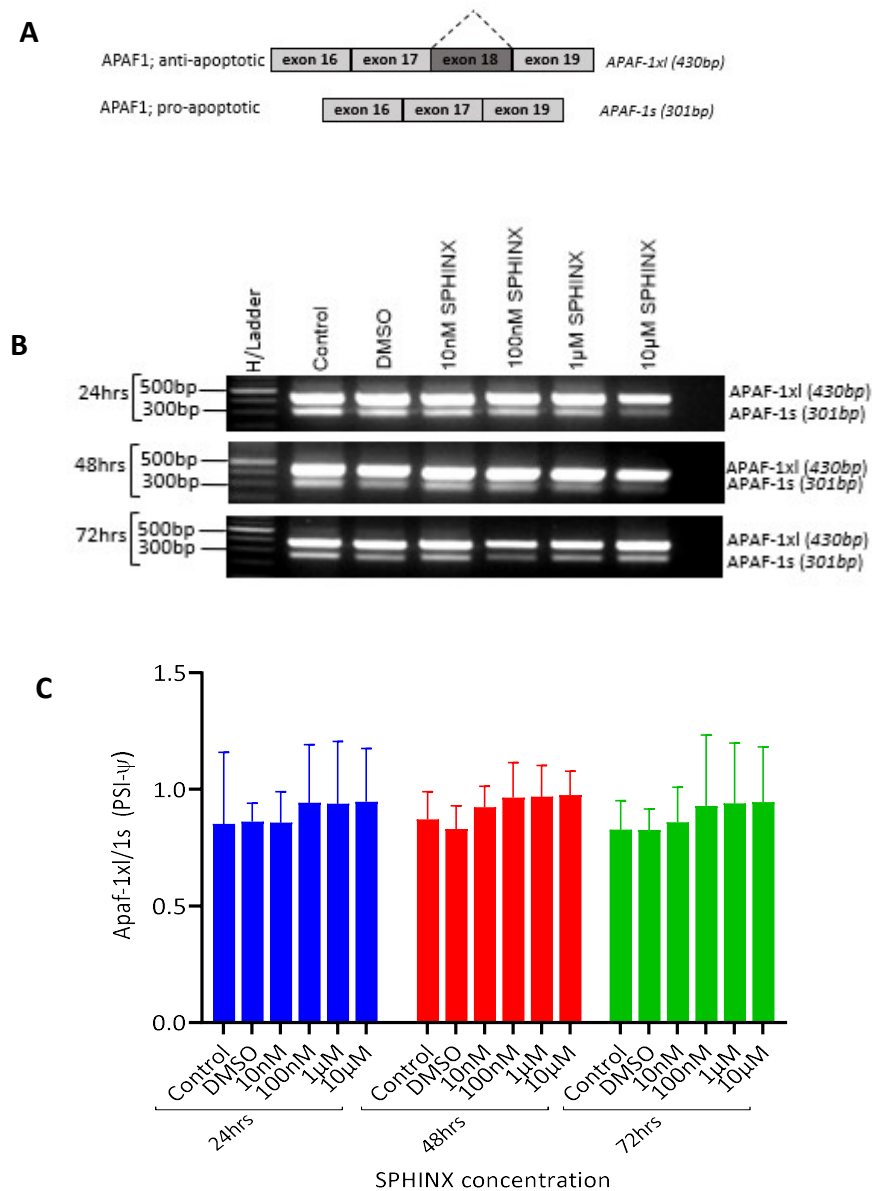 A
APAF1; anti-apoptotic exon 16 exon 17 exon 18 exon 19 APAF-1xl (430bp)
APAF1; pro-apoptotic exon 16 exon 17 exon 19 APAF-1s (301bp)
B
H/Ladder Control DMSO 10nM SPHINX 100nM SPHINX 1µM SPHINX 10µM SPHINX
24hrs 500bp APAF-1xl (430bp)
300bp APAF-1s (301bp)
48hrs 500bp APAF-1xl (430bp)
300bp APAF-1s (301bp)
72hrs 500bp APAF-1xl (430bp)
300bp APAF-1s (301bp)
C
Apaf-1xl/1s (PSI-ψ)
1.5
1.0
0.5
0.0
Control DMSO 10nM 100nM 1µM 10µM Control DMSO 10nM 100nM 1µM 10µM Control DMSO 10nM 100nM 1µM 10µM
24hrs 48hrs 72hrs
SPHINX concentration